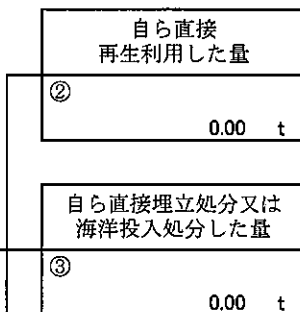 自ら直接
再生利用した量
②
0.00 t
自ら直接埋立処分又は
海洋投入処分した量
③
0.00 t